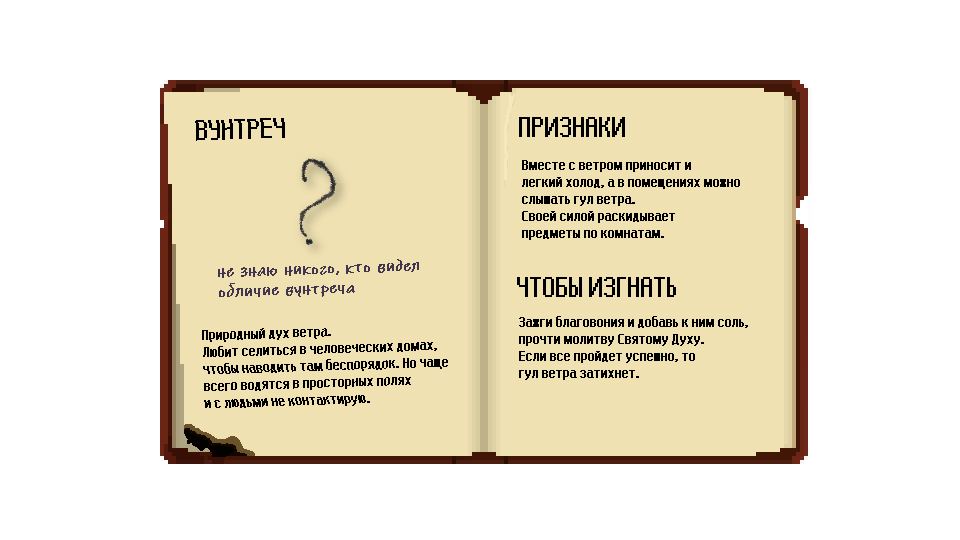 ВУНТРЕЧ
?
не знаю никого, кто видел
обличие вунтреча
Природный дух ветра.
Любит селиться в человеческих домах,
чтобы наводить там беспорядок. Но чаще
всего водятся в просторных полях
и с людьми не контактирую.
ПРИЗНАКИ
Вместе с ветром приносит и
легкий холод, а в помещениях можно
слышать гул ветра.
Своей силой раскидывает
предметы по комнатам.
ЧТОБЫ ИЗГНАТЬ
Зажги благовония и добавь к ним соль,
прочти молитву Святому Духу.
Если все пройдет успешно, то
гул ветра затихнет.